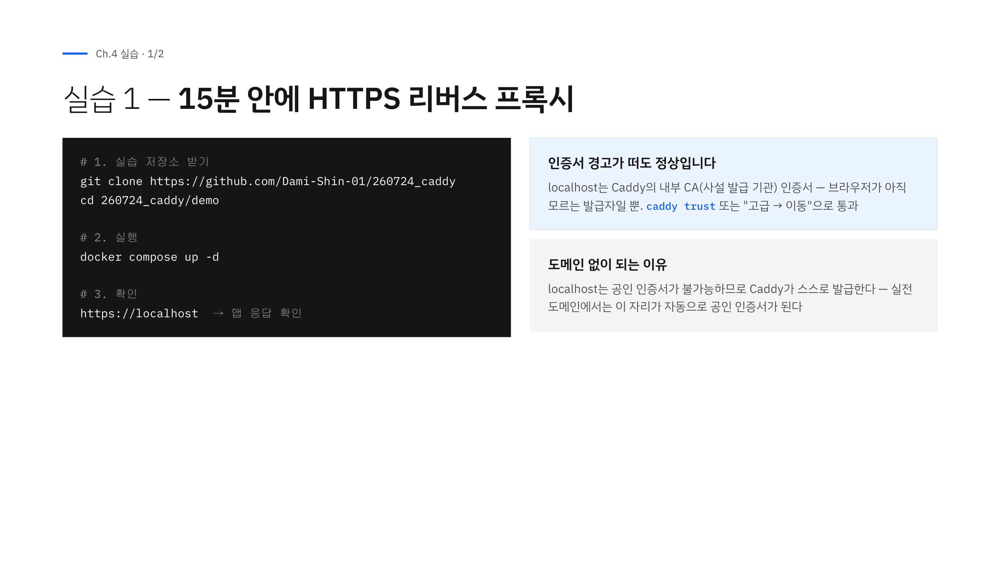 Ch.4 실습 · 1/2
실습 1 — 15분 안에 HTTPS 리버스 프록시
# 1. 실습 저장소 받기
git clone https://github.com/Dami-Shin-01/260724_caddy
cd 260724_caddy/demo
# 2. 실행
docker compose up -d
# 3. 확인
https://localhost → 앱 응답 확인
인증서 경고가 떠도 정상입니다
localhost는 Caddy의 내부 CA(사설 발급 기관) 인증서 — 브라우저가 아직
모르는 발급자일 뿐. caddy trust 또는 "고급 → 이동"으로 통과
도메인 없이 되는 이유
localhost는 공인 인증서가 불가능하므로 Caddy가 스스로 발급한다 — 실전
도메인에서는 이 자리가 자동으로 공인 인증서가 된다